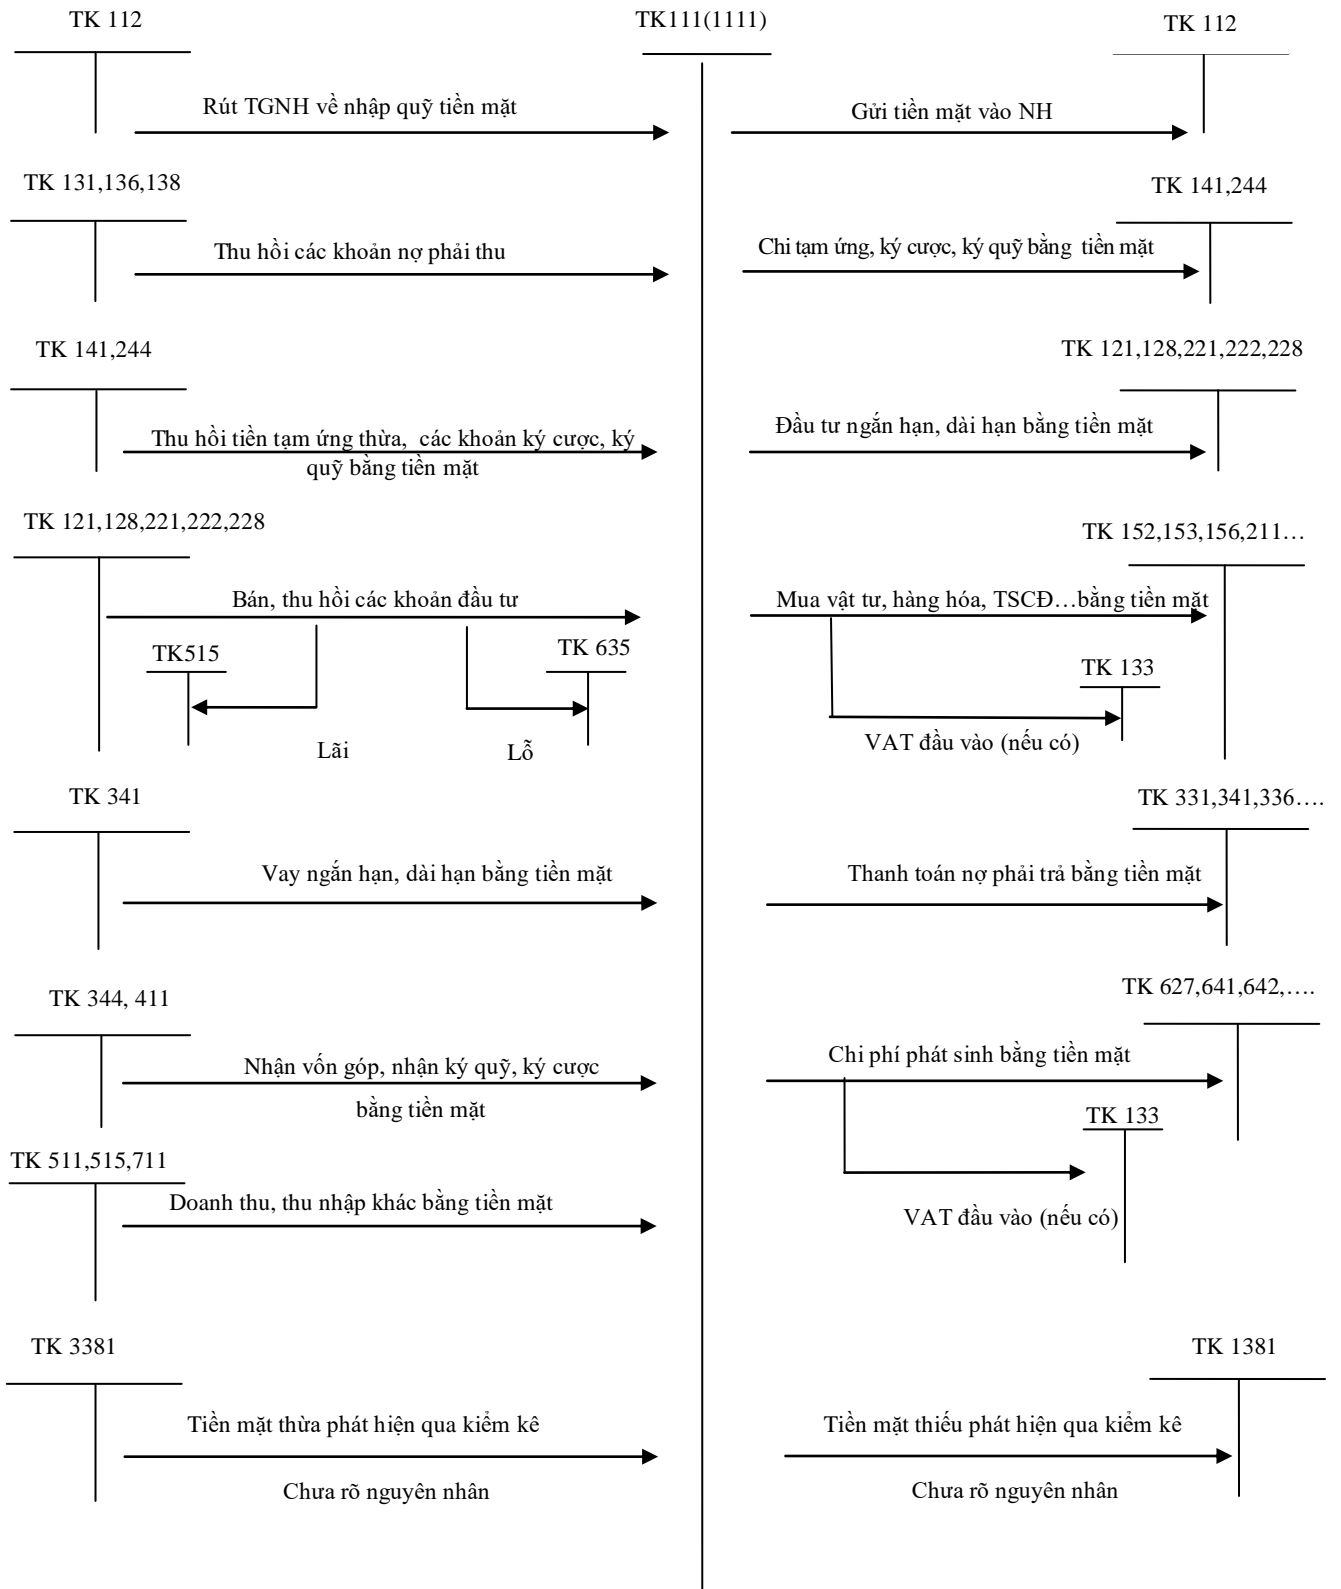 TK 112
TK111(1111)
TK 112
Rút TGNH về nhập quỹ tiền mặt
Gửi tiền mặt vào NH
TK 131,136,138
TK 141,244
Thu hồi các khoản nợ phải thu
Chi tạm ứng, ký cược, ký quỹ bằng tiền mặt
TK 141,244
TK 121,128,221,222,228
Thu hồi tiền tạm ứng thừa, các khoản ký cược, ký
quỹ bằng tiền mặt
Đầu tư ngắn hạn, dài hạn bằng tiền mặt
TK 121,128,221,222,228
TK 152,153,156,211…
Bán, thu hồi các khoản đầu tư
Mua vật tư, hàng hóa, TSCĐ…bằng tiền mặt
TK515
TK 635
TK 133
Lãi
Lỗ
VAT đầu vào (nếu có)
TK 341
TK 331,341,336….
Vay ngắn hạn, dài hạn bằng tiền mặt
Thanh toán nợ phải trả bằng tiền mặt
TK 344, 411
TK 627,641,642,….
Nhận vốn góp, nhận ký quỹ, ký cược
bằng tiền mặt
Chi phí phát sinh bằng tiền mặt
TK 133
TK 511,515,711
Doanh thu, thu nhập khác bằng tiền mặt
VAT đầu vào (nếu có)
TK 3381
TK 1381
Tiền mặt thừa phát hiện qua kiểm kê
Tiền mặt thiếu phát hiện qua kiểm kê
Chưa rõ nguyên nhân
Chưa rõ nguyên nhân